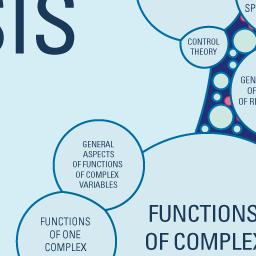 SIS
SP
CONTROL
THEORY
GEN
OF
OF RE
GENERAL
ASPECTS
OF FUNCTIONS
OF COMPLEX
VARIABLES
FUNCTIONS
OF ONE
COMPLEX
FUNCTIONS
OF COMPLEX